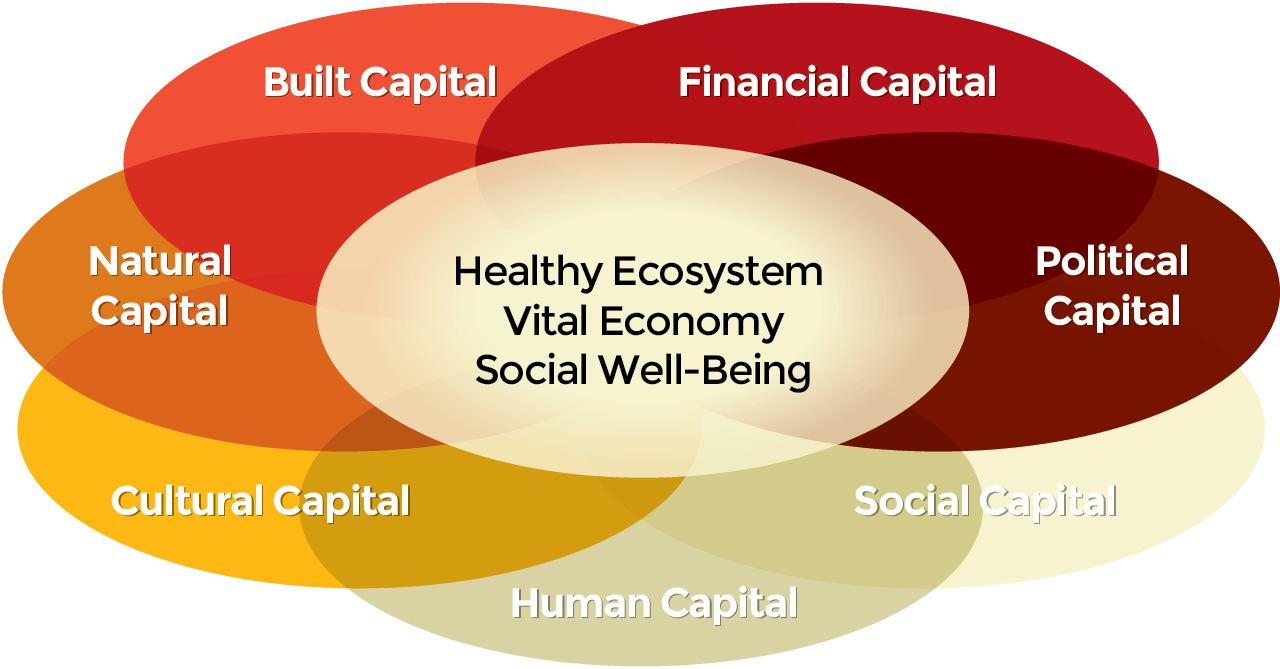 Built Capital
Financial Capital
Natural
Capital
Healthy Ecosystem
Vital Economy
Social Well-Being
Political
Capital
Cultural Capital
Social Capital
Human Capital